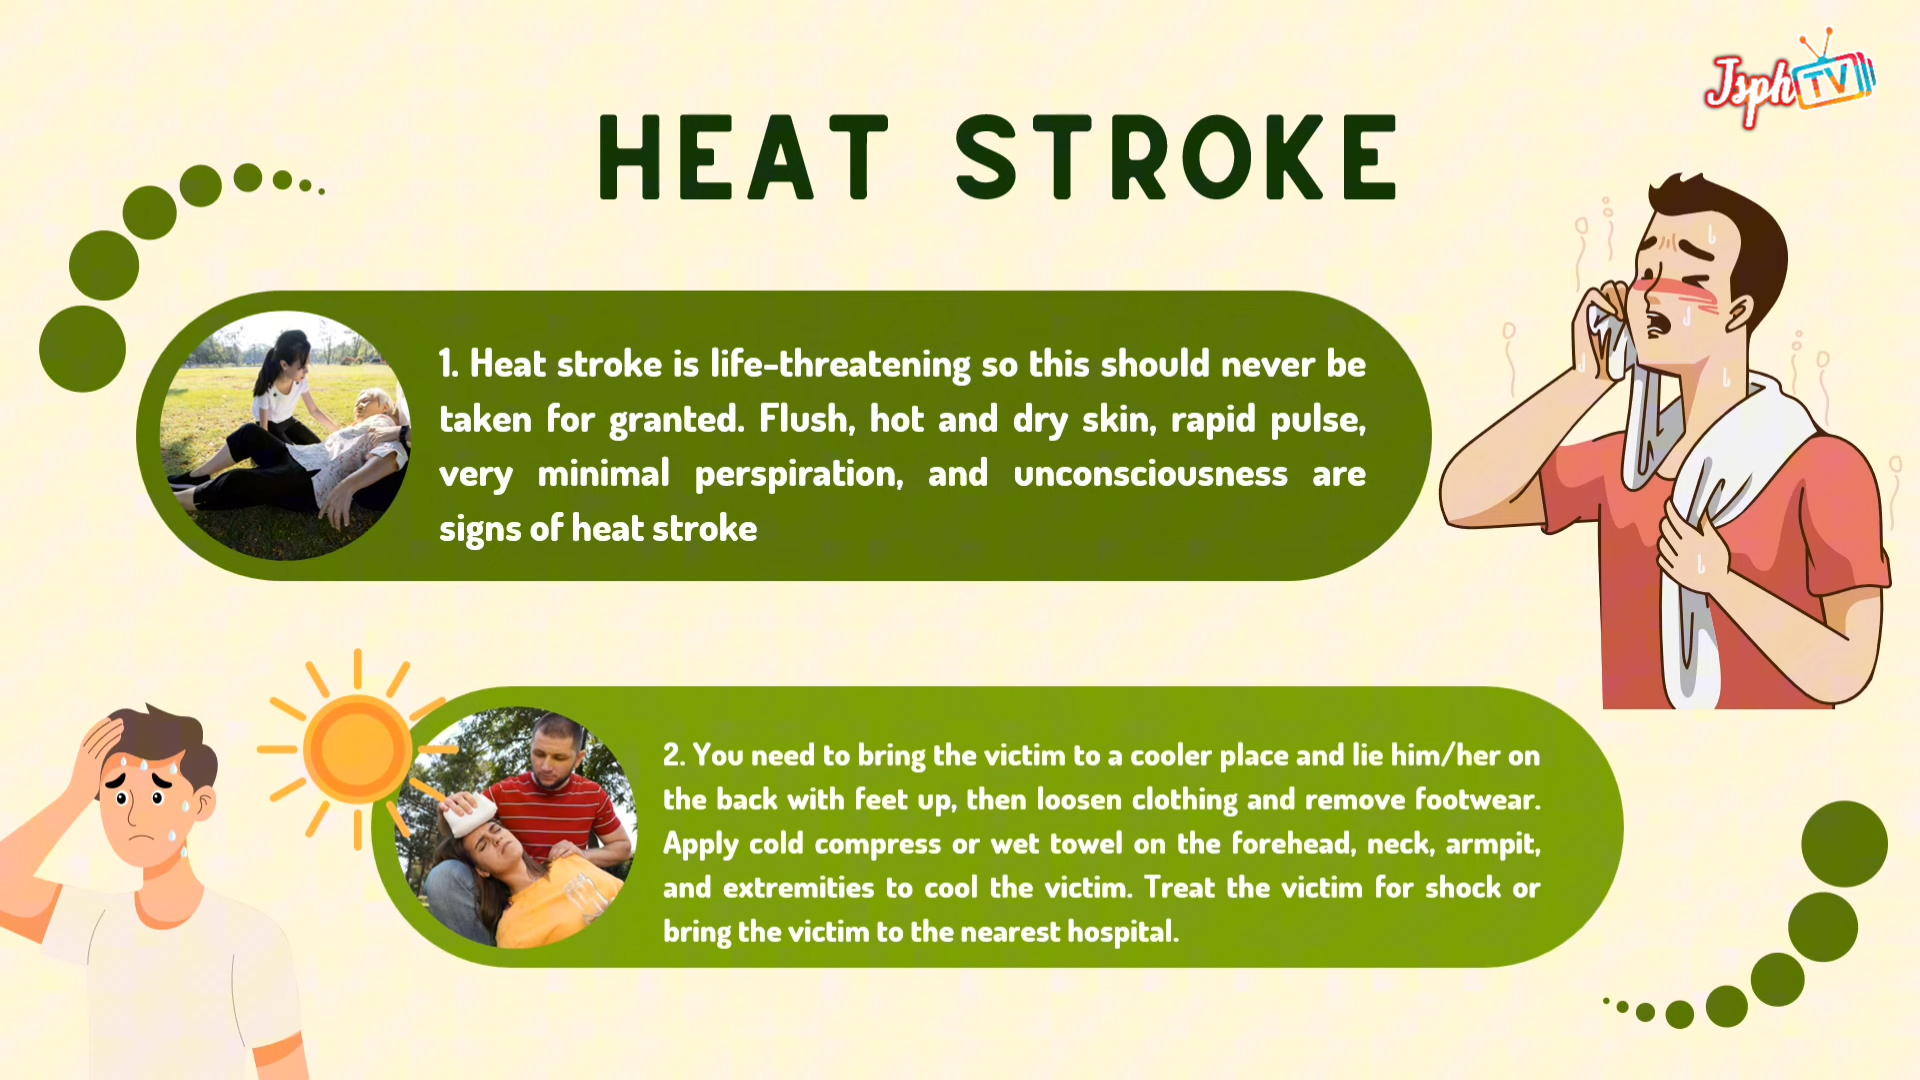 Jsph TV
HEAT STROKE
1. Heat stroke is life-threatening so this should never be
taken for granted. Flush, hot and dry skin, rapid pulse,
very minimal perspiration, and unconsciousness are
signs of heat stroke
2. You need to bring the victim to a cooler place and lie him/her on
the back with feet up, then loosen clothing and remove footwear.
Apply cold compress or wet towel on the forehead, neck, armpit,
and extremities to cool the victim. Treat the victim for shock or
bring the victim to the nearest hospital.